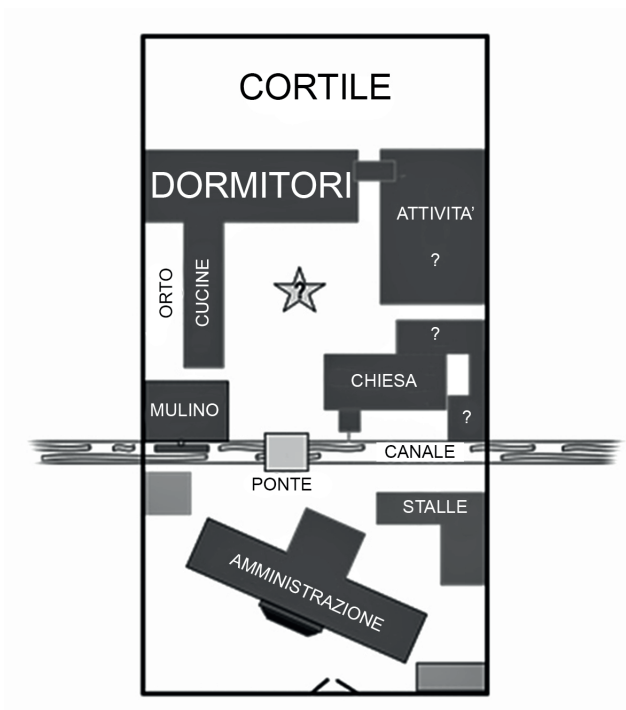 CORTILE
DORMITORI
ATTIVITA'
?
ORTO
CUCINE
?
?
CHIESA
MULINO
?
CANALE
PONTE
STALLE
AMMINISTRAZIONE